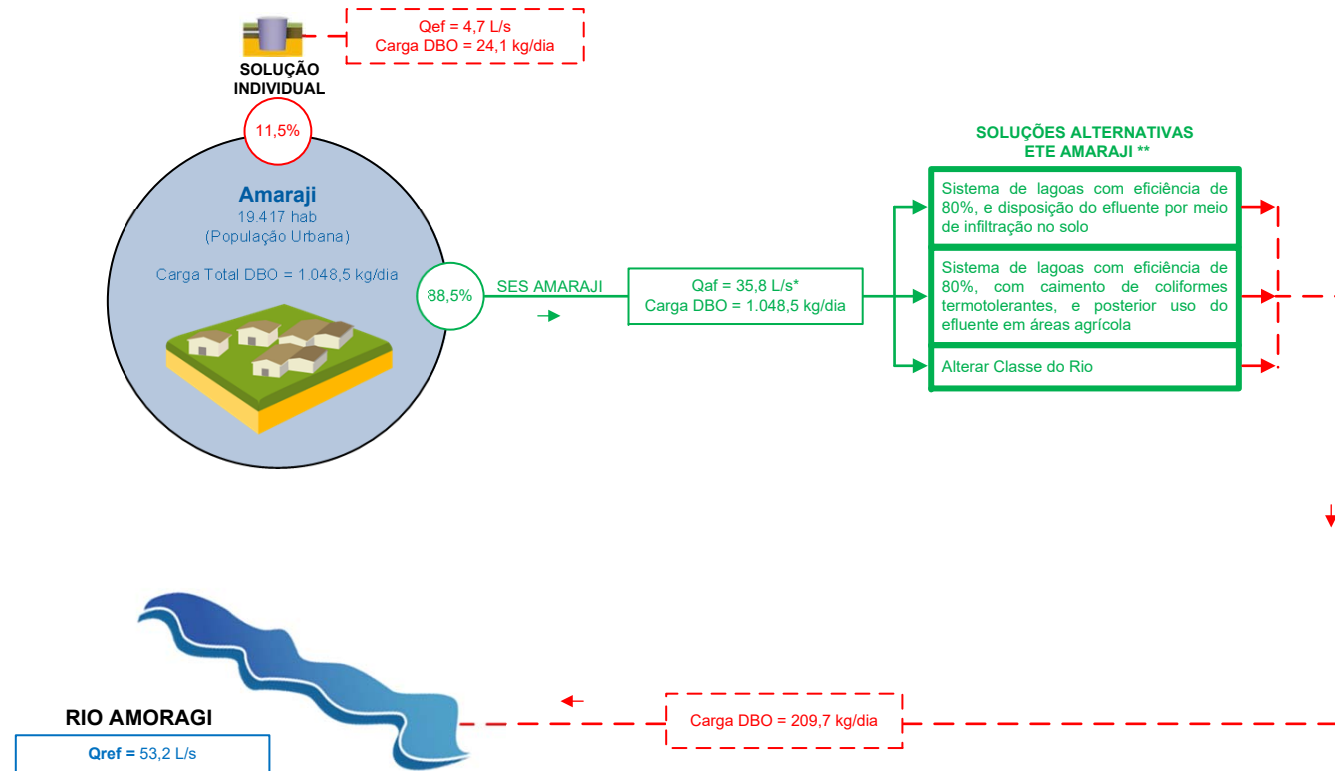 Qef = 4,7 L/s
Carga DBO = 24,1 kg/dia
SOLUÇÃO
INDIVIDUAL
11,5%
Amaraji
19.417 hab
(População Urbana)
Carga Total DBO = 1.048,5 kg/dia
88,5%
SES AMARAJI
Qaf = 35,8 L/s*
Carga DBO = 1.048,5 kg/dia
SOLUÇÕES ALTERNATIVAS
ETE AMARAJI **
Sistema de lagoas com eficiência de
80%, e disposição do efluente por meio
de infiltração no solo
Sistema de lagoas com eficiência de
80%, com caimento de coliformes
termotolerantes, e posterior uso do
efluente em áreas agrícola
Alterar Classe do Rio
RIO AMORAGI
Qref = 53,2 L/s
Carga DBO = 209,7 kg/dia